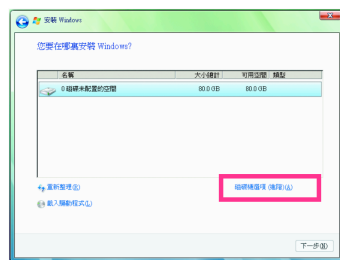 安裝 Windows
您要在哪裏安裝 Windows?
名稱 大小總計 可用空間 類型
0 磁碟未配置的空間 80.0 GB 80.0 GB
重新整理(R) 磁碟機選項 (進階)(A)
載入驅動程式(L)
下一步(N)